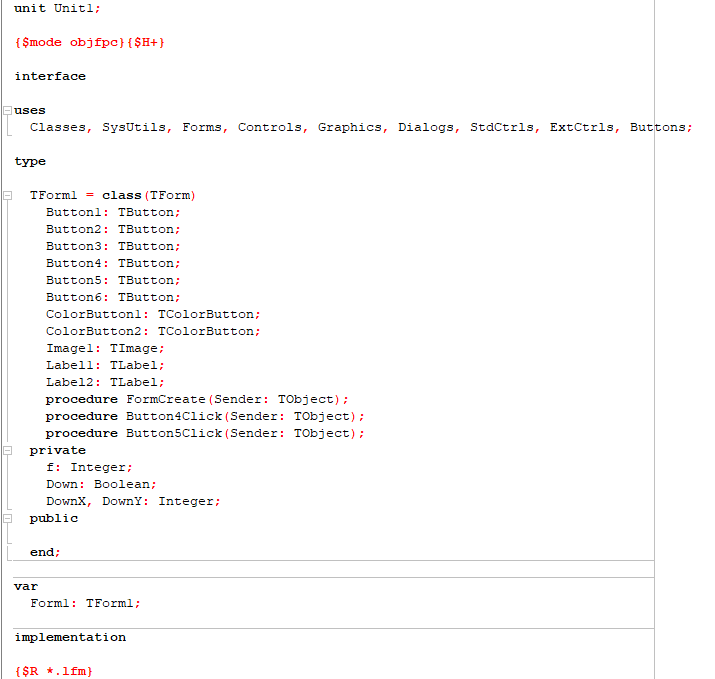 unit Unit1;
{$mode objfpc}{$H+}
interface
uses
Classes, SysUtils, Forms, Controls, Graphics, Dialogs, StdCtrls, ExtCtrls, Buttons;
type
TForm1 = class(TForm)
Button1: TButton;
Button2: TButton;
Button3: TButton;
Button4: TButton;
Button5: TButton;
Button6: TButton;
ColorButton1: TColorButton;
ColorButton2: TColorButton;
Image1: TImage;
Label1: TLabel;
Label2: TLabel;
procedure FormCreate(Sender: TObject);
procedure Button4Click(Sender: TObject);
procedure Button5Click(Sender: TObject);
private
f: Integer;
Down: Boolean;
DownX, DownY: Integer;
public
end;
var
Form1: TForm1;
implementation
{$R *.lfm}